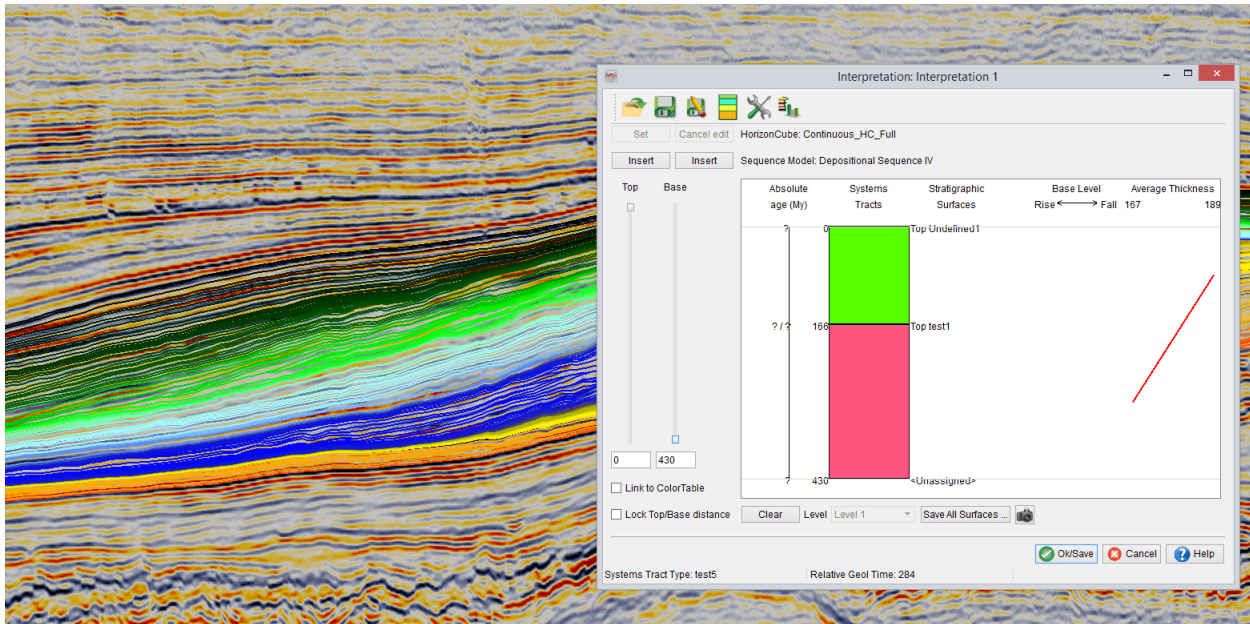 Interpretation: Interpretation 1
Set Cancel edit HorizonCube: Continuous_HC_Full
Insert Insert Sequence Model: Depositional Sequence IV
Top Base
Absolute Systems Stratigraphic Base Level Average Thickness
age (My) Tracts Surfaces Rise Fall 167 189
? 0 Top Undefined1
? / ? 166 Top test1
? 430 <Unassigned>
0 430
Link to ColorTable
Lock Top/Base distance Clear Level Level 1 Save All Surfaces ...
Ok/Save Cancel ? Help
Systems Tract Type: test5 Relative Geol Time: 284